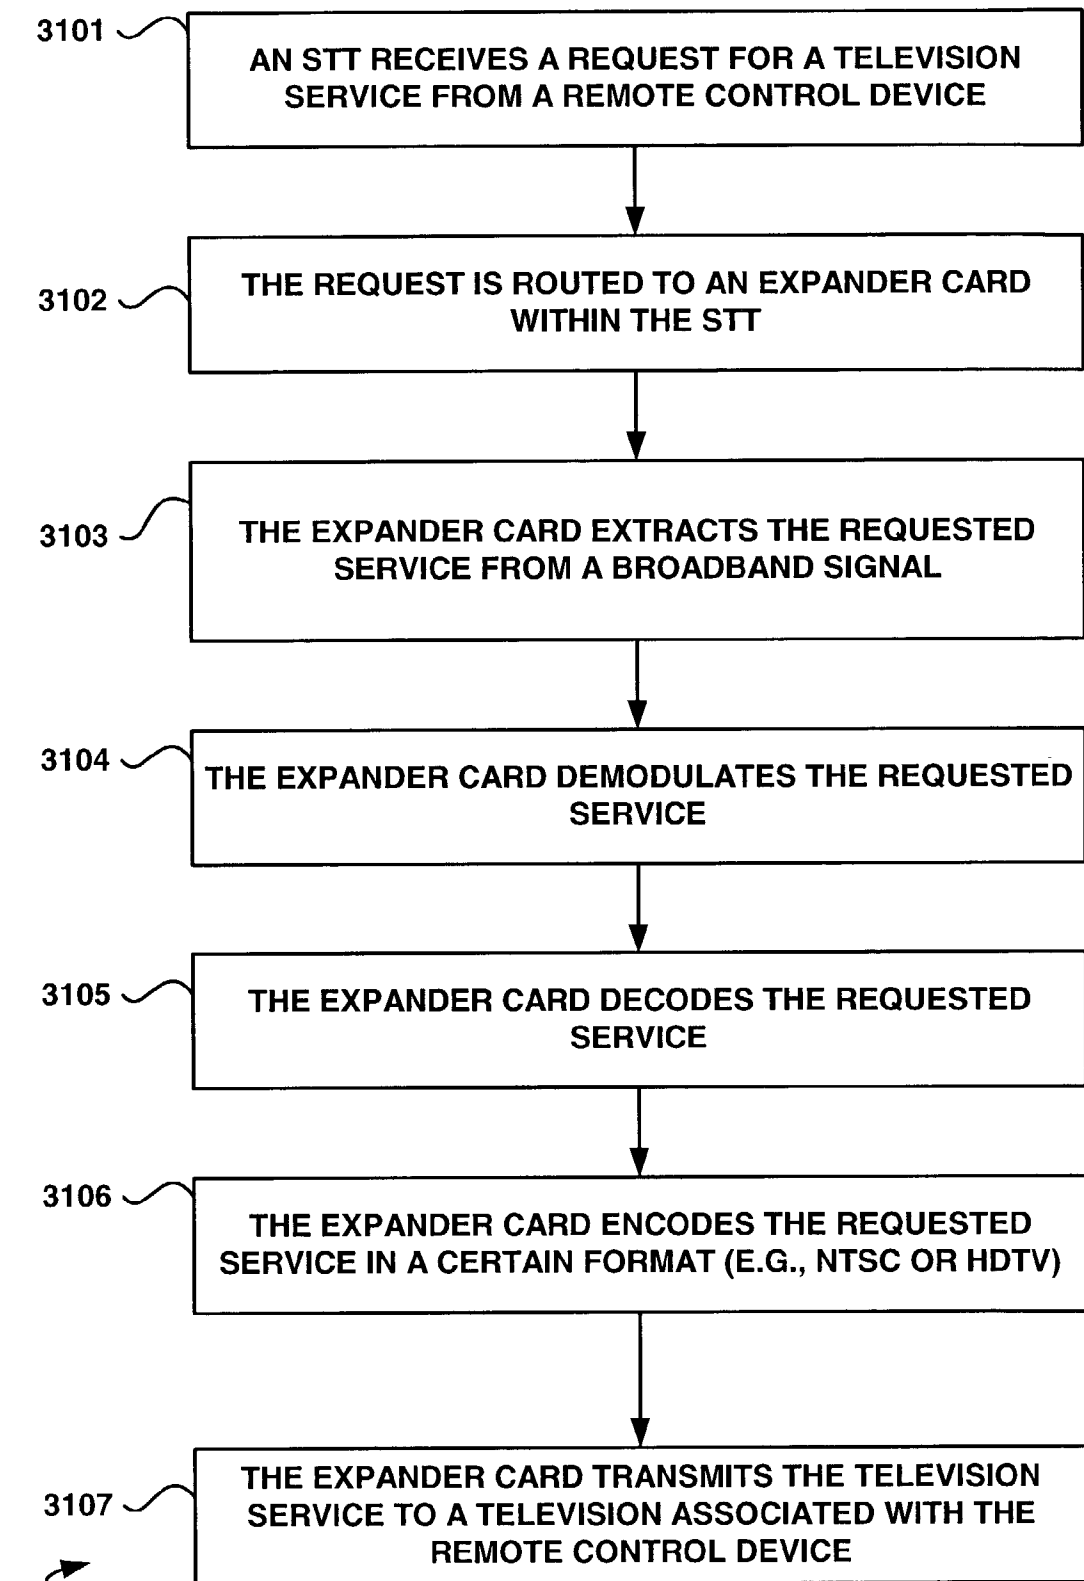 3101
AN STT RECEIVES A REQUEST FOR A TELEVISION
SERVICE FROM A REMOTE CONTROL DEVICE
3102
THE REQUEST IS ROUTED TO AN EXPANDER CARD
WITHIN THE STT
3103
THE EXPANDER CARD EXTRACTS THE REQUESTED
SERVICE FROM A BROADBAND SIGNAL
3104
THE EXPANDER CARD DEMODULATES THE REQUESTED
SERVICE
3105
THE EXPANDER CARD DECODES THE REQUESTED
SERVICE
3106
THE EXPANDER CARD ENCODES THE REQUESTED
SERVICE IN A CERTAIN FORMAT (E.G., NTSC OR HDTV)
3107
THE EXPANDER CARD TRANSMITS THE TELEVISION
SERVICE TO A TELEVISION ASSOCIATED WITH THE
REMOTE CONTROL DEVICE